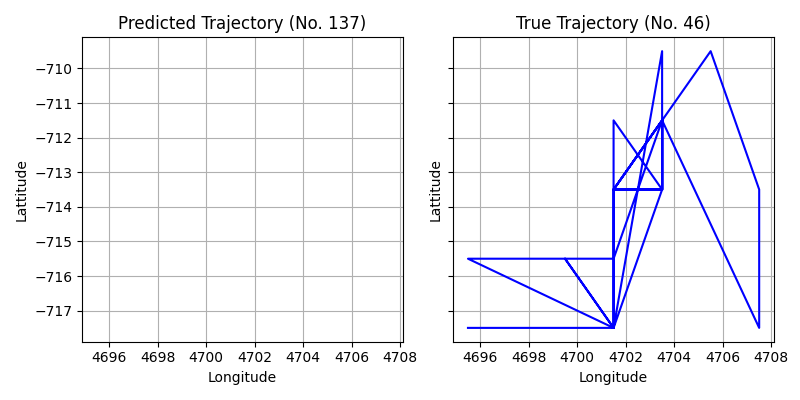 Predicted Trajectory (No. 137)
Lattitude
−710
−711
−712
−713
−714
−715
−716
−717
4696 4698 4700 4702 4704 4706 4708
Longitude
True Trajectory (No. 46)
Lattitude
4696 4698 4700 4702 4704 4706 4708
Longitude